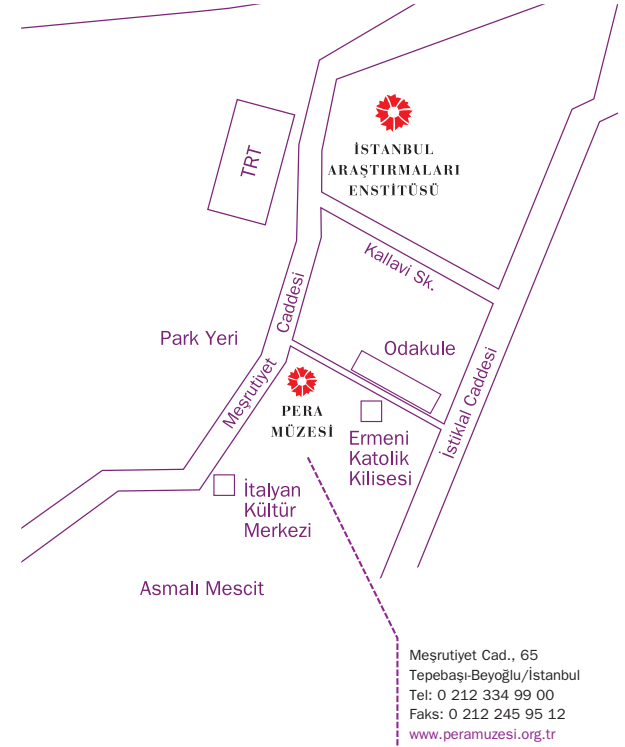 İSTANBUL
ARAŞTIRMALARI
ENSTİTÜSÜ
TRT
Kallavi Sk.
Caddesi
Park Yeri
Odakule
Meşrutiyet
İstiklal Caddesi
PERA
MÜZESİ
Ermeni
Katolik
Kilisesi
İtalyan
Kültür
Merkezi
Asmalı Mescit
Meşrutiyet Cad., 65
Tepebaşı-Beyoğlu/İstanbul
Tel: 0 212 334 99 00
Faks: 0 212 245 95 12
www.peramuzesi.org.tr